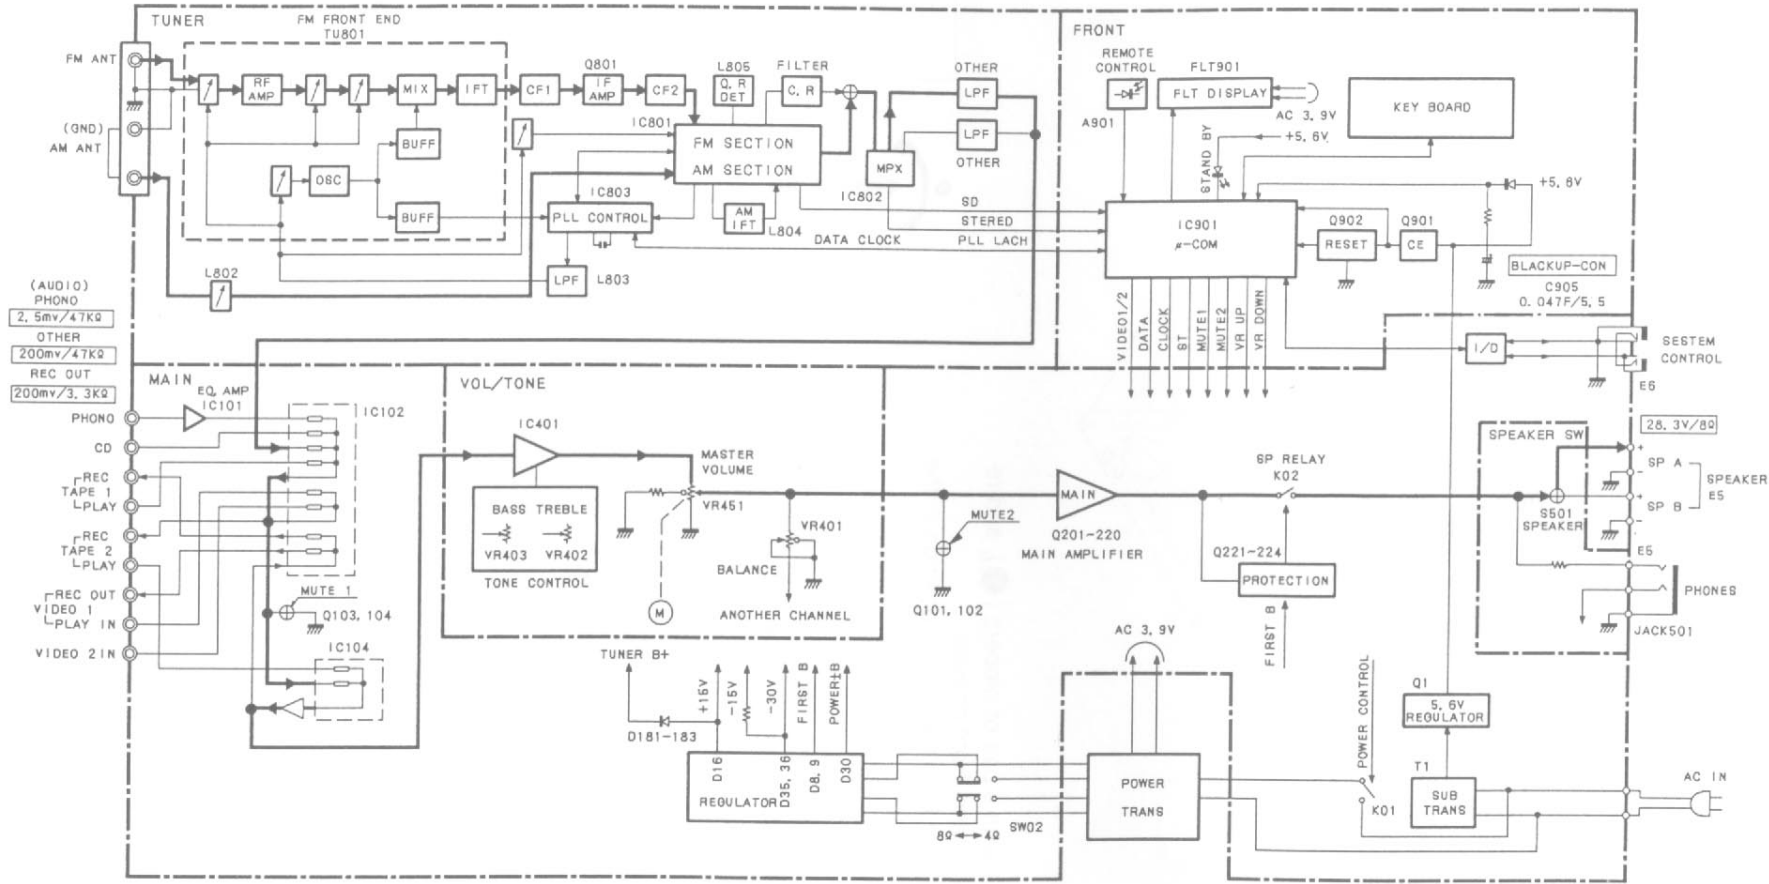 TUNER
FM FRONT END
TU801
FM ANT
(GND)
AM ANT
RF
AMP
MIX
IFT
CF1
Q801
IF
AMP
CF2
L805
Q.R
DET
FILTER
C.R
OTHER
LPF
LPF
OTHER
BUFF
OSC
BUFF
IC801
FM SECTION
AM SECTION
MPX
IC802
IC803
PLL CONTROL
AM
IFT
L804
LPF
L803
L802
SD
STEREO
DATA CLOCK
PLL LACH
FRONT
REMOTE
CONTROL
A901
FLT901
FLT DISPLAY
AC 3.9V
KEY BOARD
STAND BY
+5.6V
+5.6V
IC901
μ-COM
Q902
RESET
Q901
CE
BLACKUP-CON
C905
0.047F/5.5
VIDEO1/2
DATA
CLOCK
ST
MUTE1
MUTE2
VR UP
VR DOWN
I/D
SESTEM
CONTROL
E6
(AUDIO)
PHONO
2.5mv/47KΩ
OTHER
200mv/47KΩ
REC OUT
200mv/3.3KΩ
PHONO
CD
REC
TAPE 1
PLAY
REC
TAPE 2
PLAY
REC OUT
VIDEO 1
PLAY IN
VIDEO 2IN
MAIN
EQ.AMP
IC101
IC102
MUTE 1
Q103,104
IC104
VOL/TONE
IC401
BASS TREBLE
VR403
VR402
TONE CONTROL
MASTER
VOLUME
VR451
M
VR401
BALANCE
ANOTHER CHANNEL
MUTE2
Q101,102
MAIN
Q201-220
MAIN AMPLIFIER
SP RELAY
K02
Q221-224
PROTECTION
FIRST B
SPEAKER SW
S501
SPEAKER
28.3V/8Ω
+
SP A
-
+
SP B
-
SPEAKER
E5
E5
PHONES
JACK501
TUNER B+
D181-183
+15V
-15V
-30V
FIRST B
POWER±B
D16
D35,36
D8,9
D30
REGULATOR
8Ω
4Ω
SW02
AC 3.9V
POWER
TRANS
POWER CONTROL
K01
Q1
5.6V
REGULATOR
T1
SUB
TRANS
AC IN